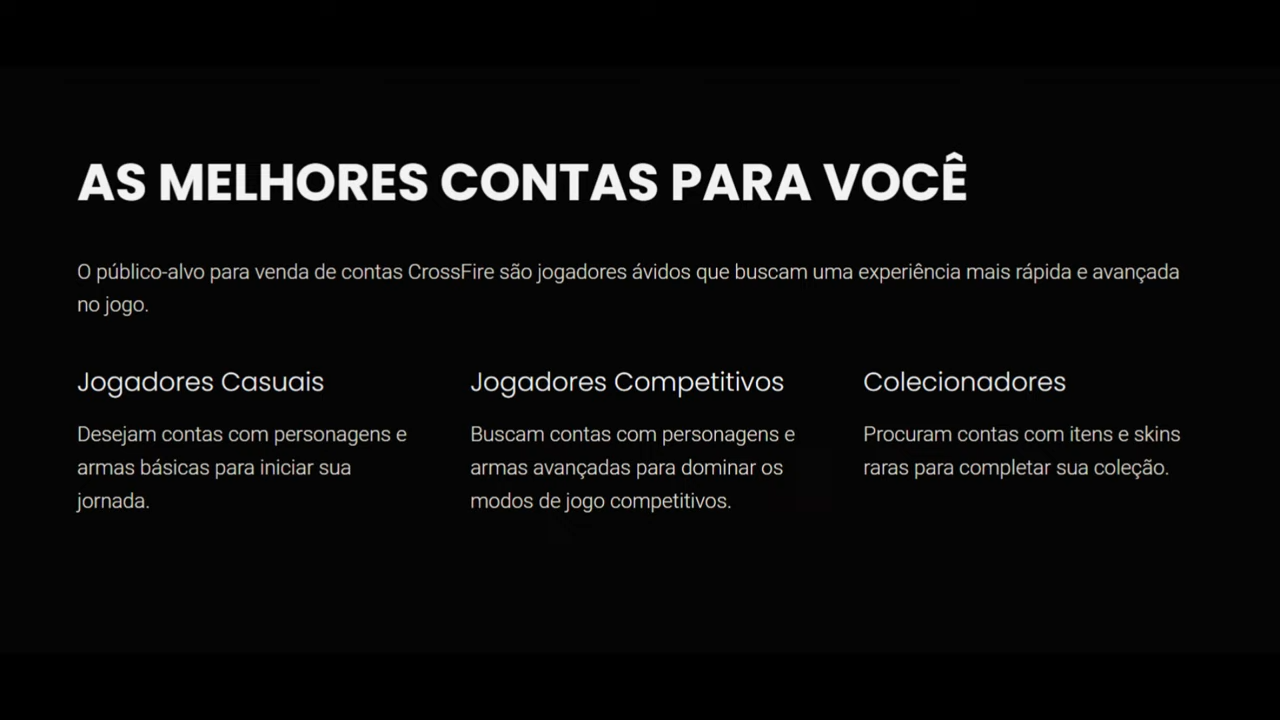 AS MELHORES CONTAS PARA VOCÊ
O público-alvo para venda de contas CrossFire são jogadores ávidos que buscam uma experiência mais rápida e avançada
no jogo.
Jogadores Casuais
Desejam contas com personagens e
armas básicas para iniciar sua
jornada.
Jogadores Competitivos
Buscam contas com personagens e
armas avançadas para dominar os
modos de jogo competitivos.
Colecionadores
Procuram contas com itens e skins
raras para completar sua coleção.